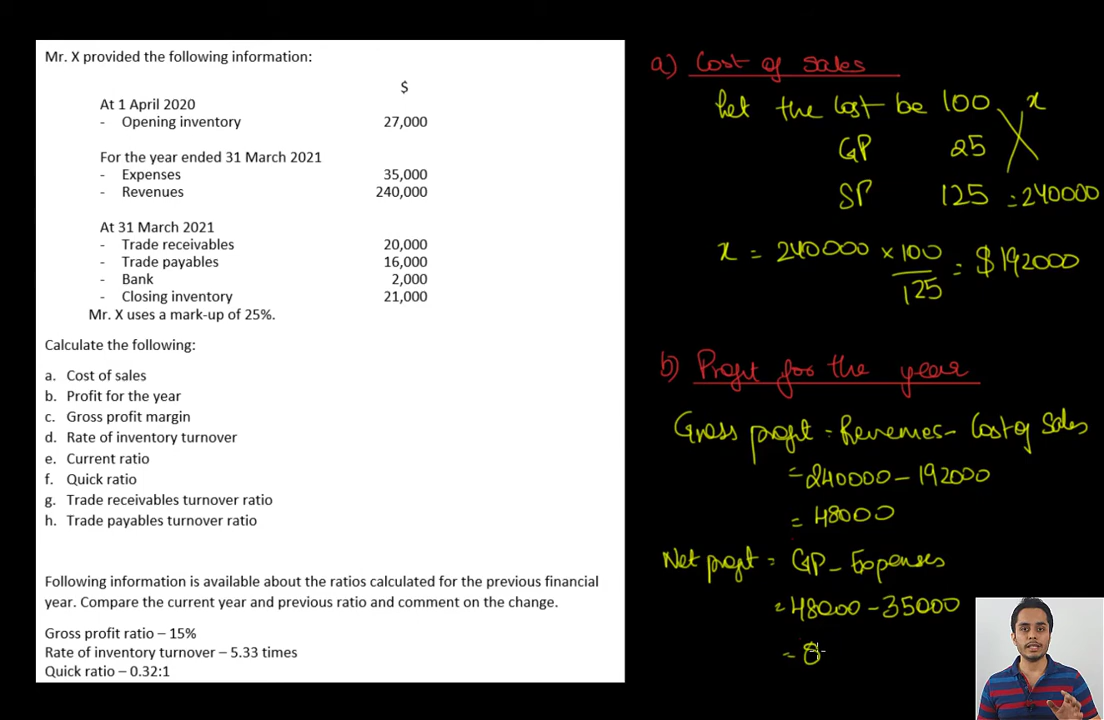 Mr. X provided the following information:
$
At 1 April 2020
- Opening inventory 27,000
For the year ended 31 March 2021
- Expenses 35,000
- Revenues 240,000
At 31 March 2021
- Trade receivables 20,000
- Trade payables 16,000
- Bank 2,000
- Closing inventory 21,000
Mr. X uses a mark-up of 25%.
Calculate the following:
a. Cost of sales
b. Profit for the year
c. Gross profit margin
d. Rate of inventory turnover
e. Current ratio
f. Quick ratio
g. Trade receivables turnover ratio
h. Trade payables turnover ratio
Following information is available about the ratios calculated for the previous financial
year. Compare the current year and previous ratio and comment on the change.
Gross profit ratio – 15%
Rate of inventory turnover – 5.33 times
Quick ratio – 0.32:1
a) Cost of sales
Let the cost be 100 x
GP 25
SP 125 = 240000
x = 240000 × 100 = $192000
125
b) Profit for the year
Gross profit = Revenues - Cost of Sales
= 240000 - 192000
= 48000
Net profit = GP - Expenses
= 48000 - 35000
= 8